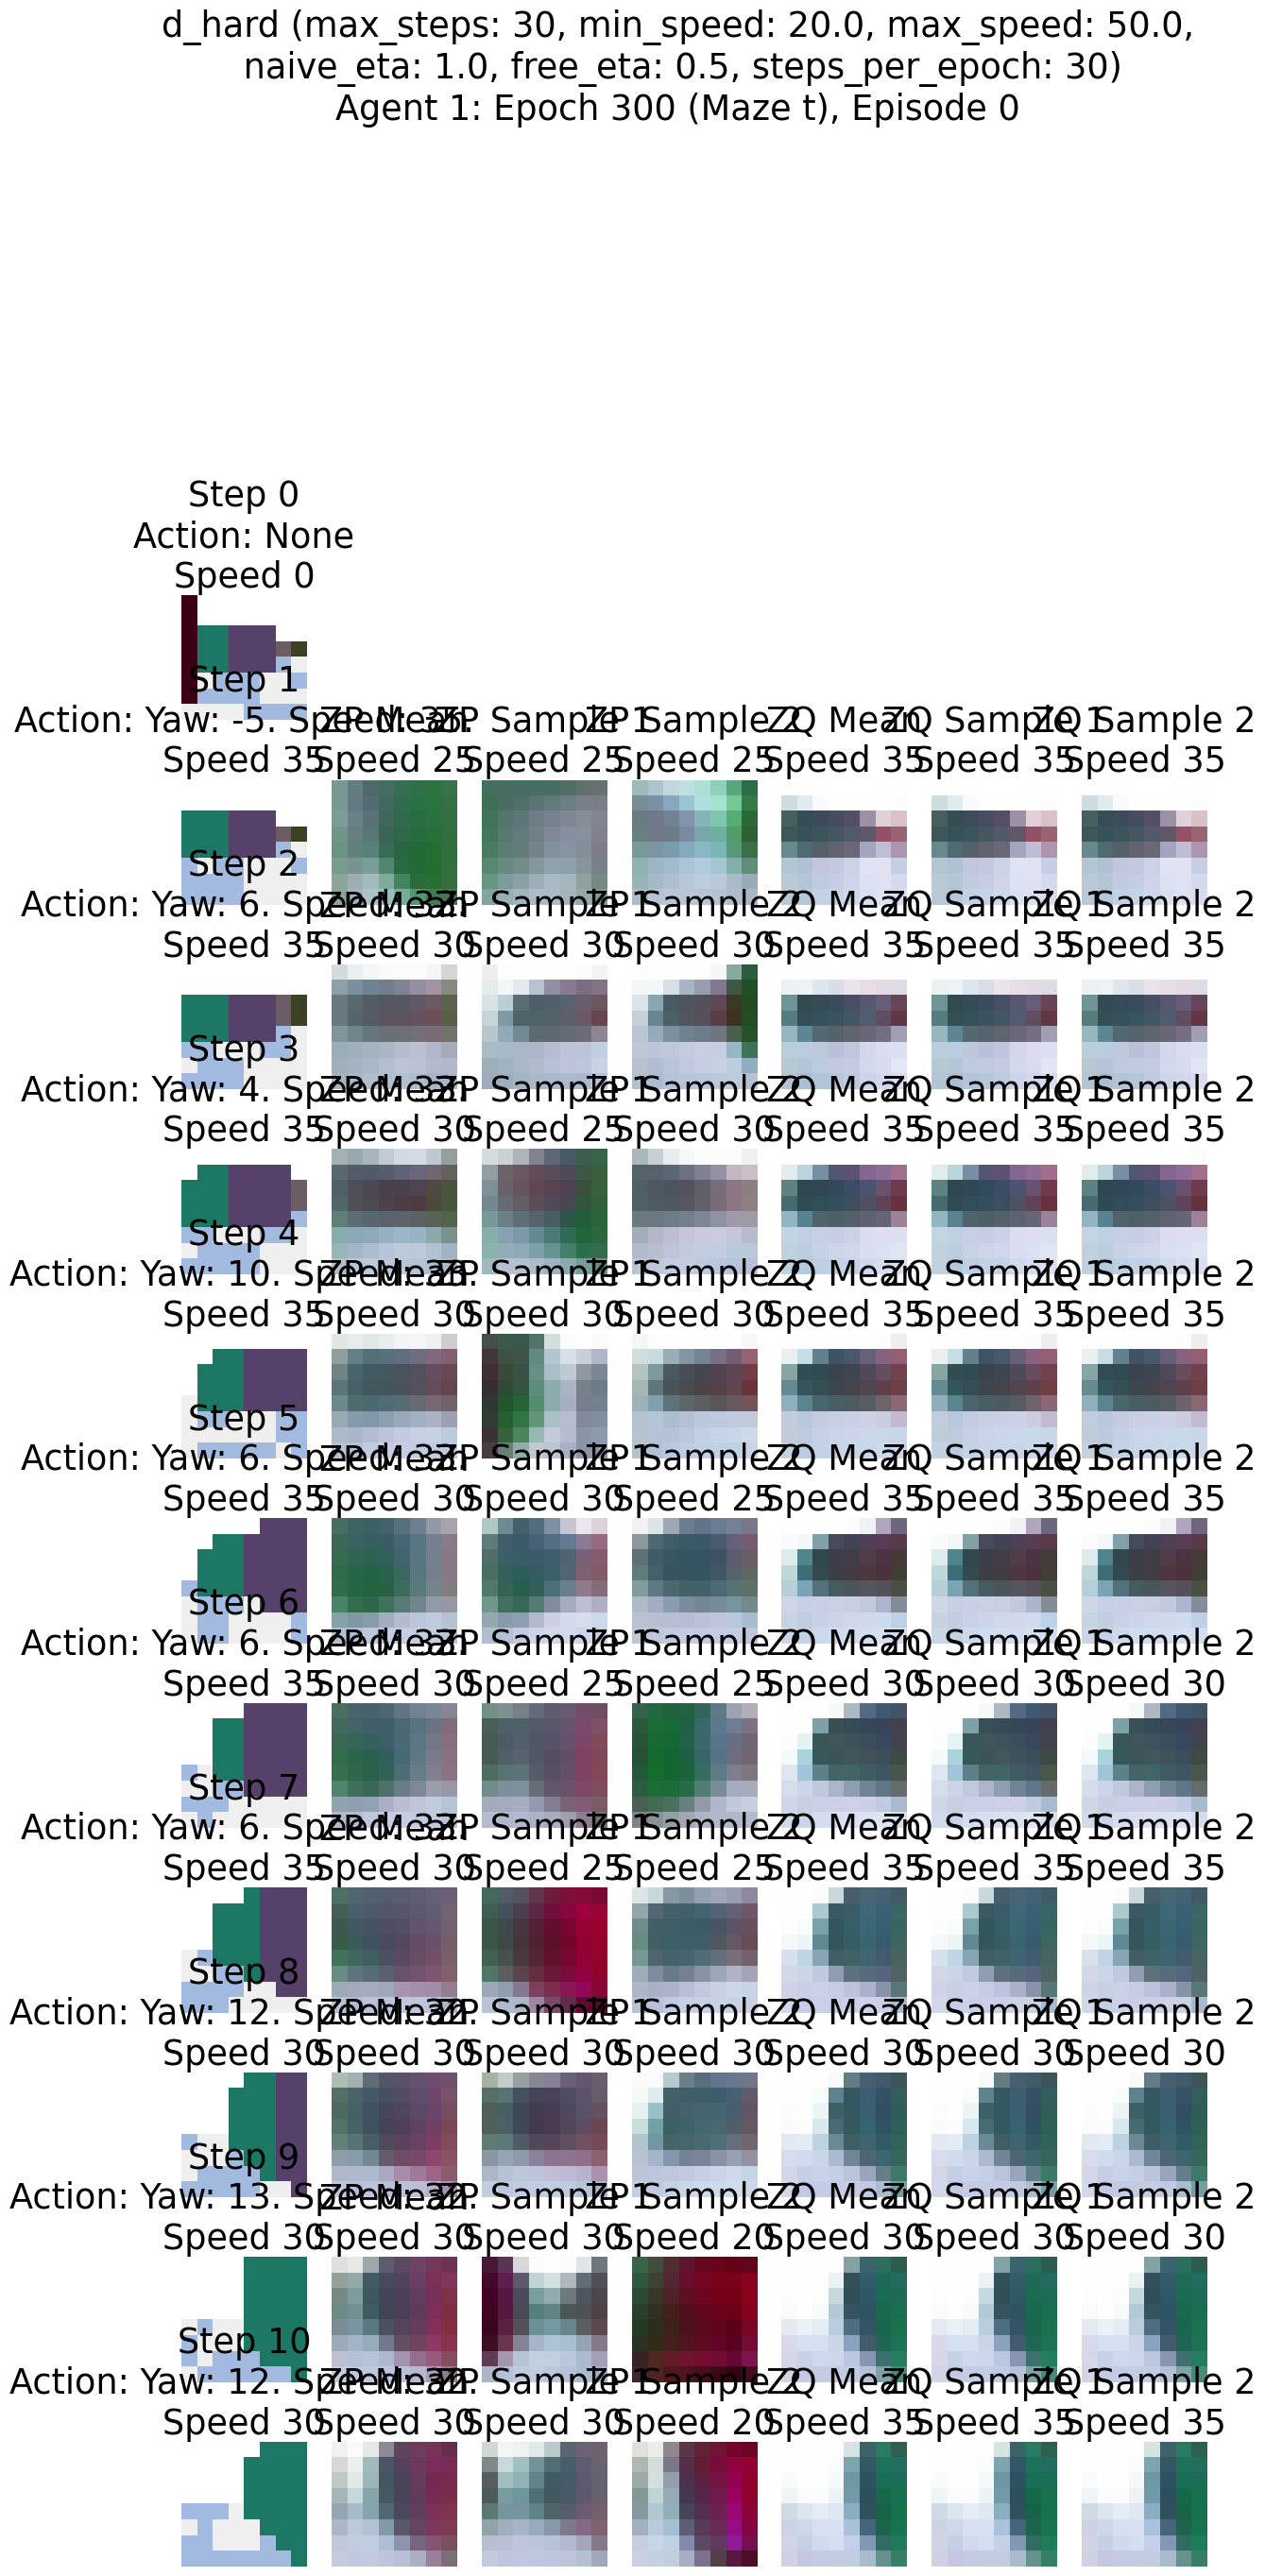 d_hard (max_steps: 30, min_speed: 20.0, max_speed: 50.0,
naive_eta: 1.0, free_eta: 0.5, steps_per_epoch: 30)
Agent 1: Epoch 300 (Maze t), Episode 0
Step 0
Action: None
Speed 0
Step 1
Action: Yaw: -5. Speed: ZP Mean ZP Sample 1 ZP Sample 2 ZQ Mean ZQ Sample 1 ZQ Sample 2
Speed 35 Speed 25 Speed 25 Speed 25 Speed 35 Speed 35 Speed 35
Step 2
Action: Yaw: 6. Speed: ZP Mean ZP Sample 1 ZP Sample 2 ZQ Mean ZQ Sample 1 ZQ Sample 2
Speed 35 Speed 30 Speed 30 Speed 30 Speed 35 Speed 35 Speed 35
Step 3
Action: Yaw: 4. Speed: ZP Mean ZP Sample 1 ZP Sample 2 ZQ Mean ZQ Sample 1 ZQ Sample 2
Speed 35 Speed 30 Speed 25 Speed 30 Speed 35 Speed 35 Speed 35
Step 4
Action: Yaw: 10. Speed: ZP Mean ZP Sample 1 ZP Sample 2 ZQ Mean ZQ Sample 1 ZQ Sample 2
Speed 35 Speed 30 Speed 30 Speed 30 Speed 35 Speed 35 Speed 35
Step 5
Action: Yaw: 6. Speed: ZP Mean ZP Sample 1 ZP Sample 2 ZQ Mean ZQ Sample 1 ZQ Sample 2
Speed 35 Speed 30 Speed 30 Speed 25 Speed 35 Speed 35 Speed 35
Step 6
Action: Yaw: 6. Speed: ZP Mean ZP Sample 1 ZP Sample 2 ZQ Mean ZQ Sample 1 ZQ Sample 2
Speed 35 Speed 30 Speed 25 Speed 25 Speed 30 Speed 30 Speed 30
Step 7
Action: Yaw: 6. Speed: ZP Mean ZP Sample 1 ZP Sample 2 ZQ Mean ZQ Sample 1 ZQ Sample 2
Speed 35 Speed 30 Speed 25 Speed 25 Speed 35 Speed 35 Speed 35
Step 8
Action: Yaw: 12. Speed: ZP Mean ZP Sample 1 ZP Sample 2 ZQ Mean ZQ Sample 1 ZQ Sample 2
Speed 30 Speed 30 Speed 30 Speed 30 Speed 30 Speed 30 Speed 30
Step 9
Action: Yaw: 13. Speed: ZP Mean ZP Sample 1 ZP Sample 2 ZQ Mean ZQ Sample 1 ZQ Sample 2
Speed 30 Speed 30 Speed 30 Speed 20 Speed 30 Speed 30 Speed 30
Step 10
Action: Yaw: 12. Speed: ZP Mean ZP Sample 1 ZP Sample 2 ZQ Mean ZQ Sample 1 ZQ Sample 2
Speed 30 Speed 30 Speed 30 Speed 20 Speed 35 Speed 35 Speed 35